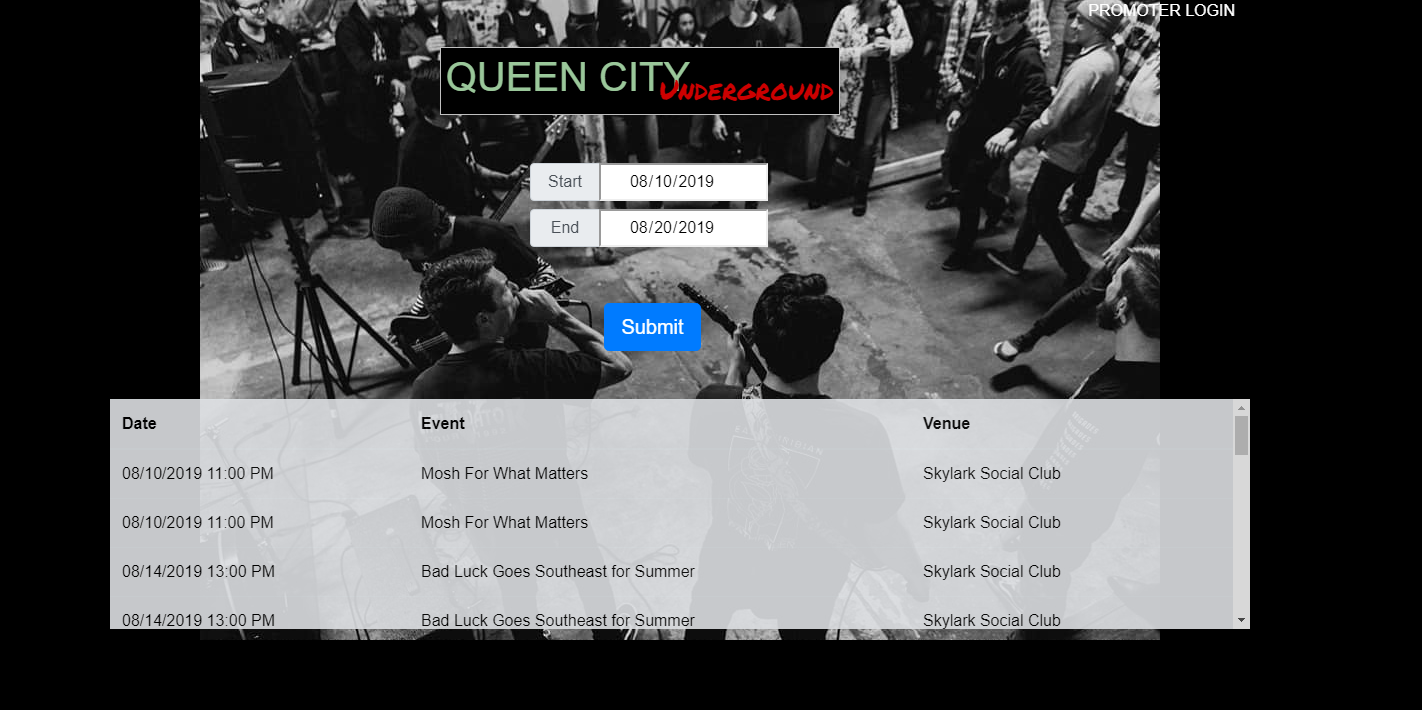 PROMOTER LOGIN
QUEEN CITY
UNDERGROUND
Start 08/10/2019
End 08/20/2019
Submit
Date Event Venue
08/10/2019 11:00 PM Mosh For What Matters Skylark Social Club
08/10/2019 11:00 PM Mosh For What Matters Skylark Social Club
08/14/2019 13:00 PM Bad Luck Goes Southeast for Summer Skylark Social Club
08/14/2019 13:00 PM Bad Luck Goes Southeast for Summer Skylark Social Club